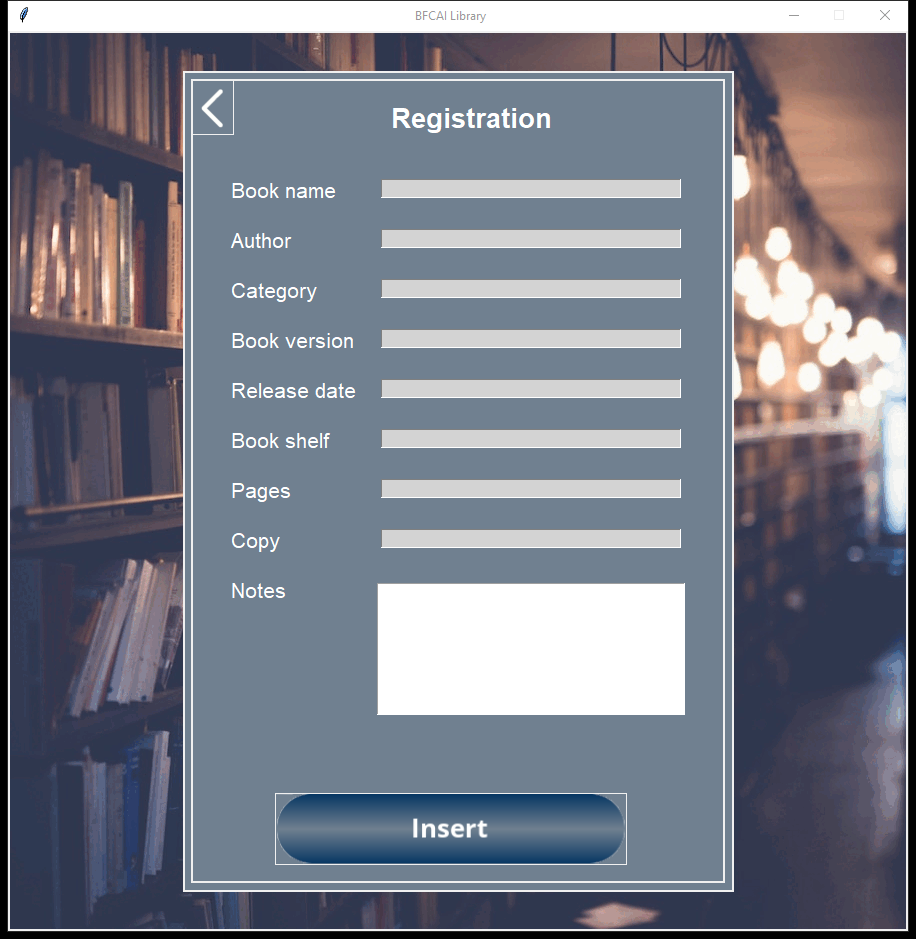 BFCAI Library
Registration
Book name
Author
Category
Book version
Release date
Book shelf
Pages
Copy
Notes
Insert